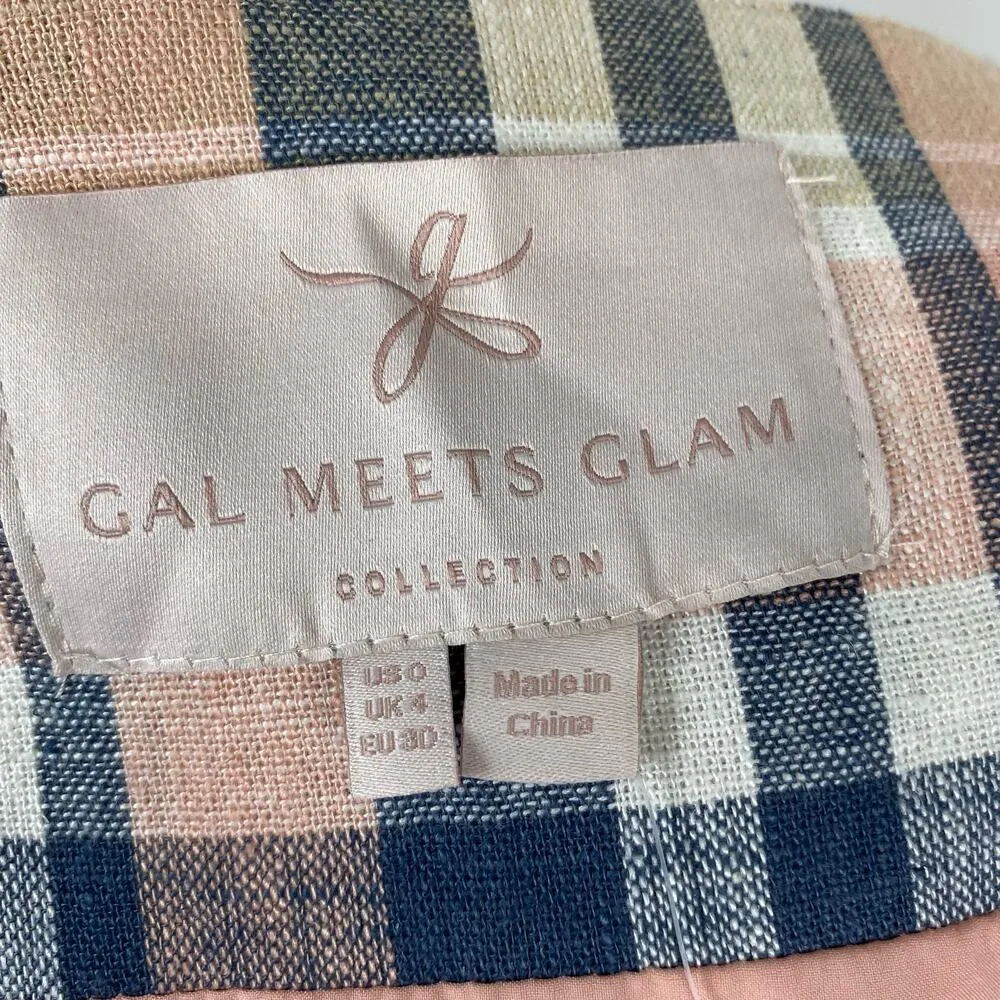 g
GAL MEETS GLAM
COLLECTION
US 0
UK 4
EU 30
Made in
China